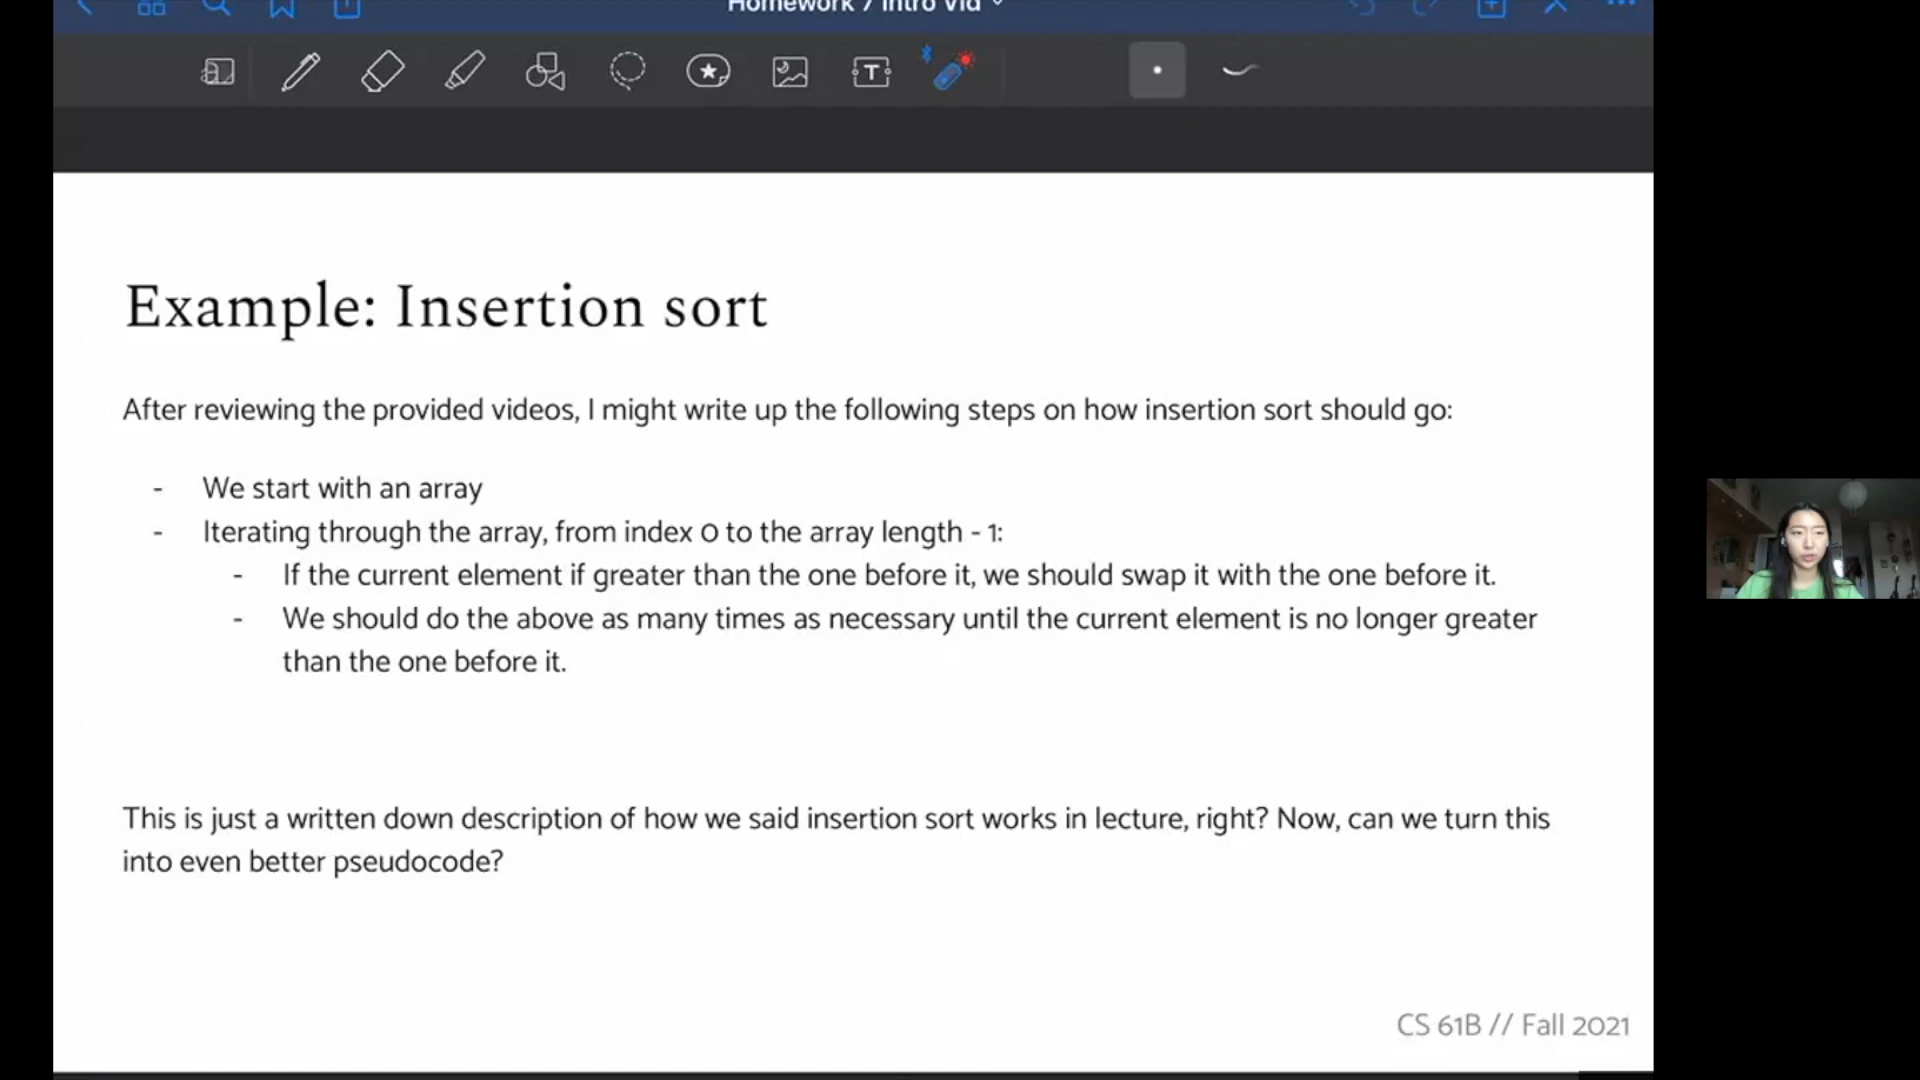 Homework 7 Intro Vid
T
Example: Insertion sort
After reviewing the provided videos, I might write up the following steps on how insertion sort should go:
- We start with an array
- Iterating through the array, from index 0 to the array length - 1:
- If the current element if greater than the one before it, we should swap it with the one before it.
- We should do the above as many times as necessary until the current element is no longer greater
than the one before it.
This is just a written down description of how we said insertion sort works in lecture, right? Now, can we turn this
into even better pseudocode?
CS 61B // Fall 2021